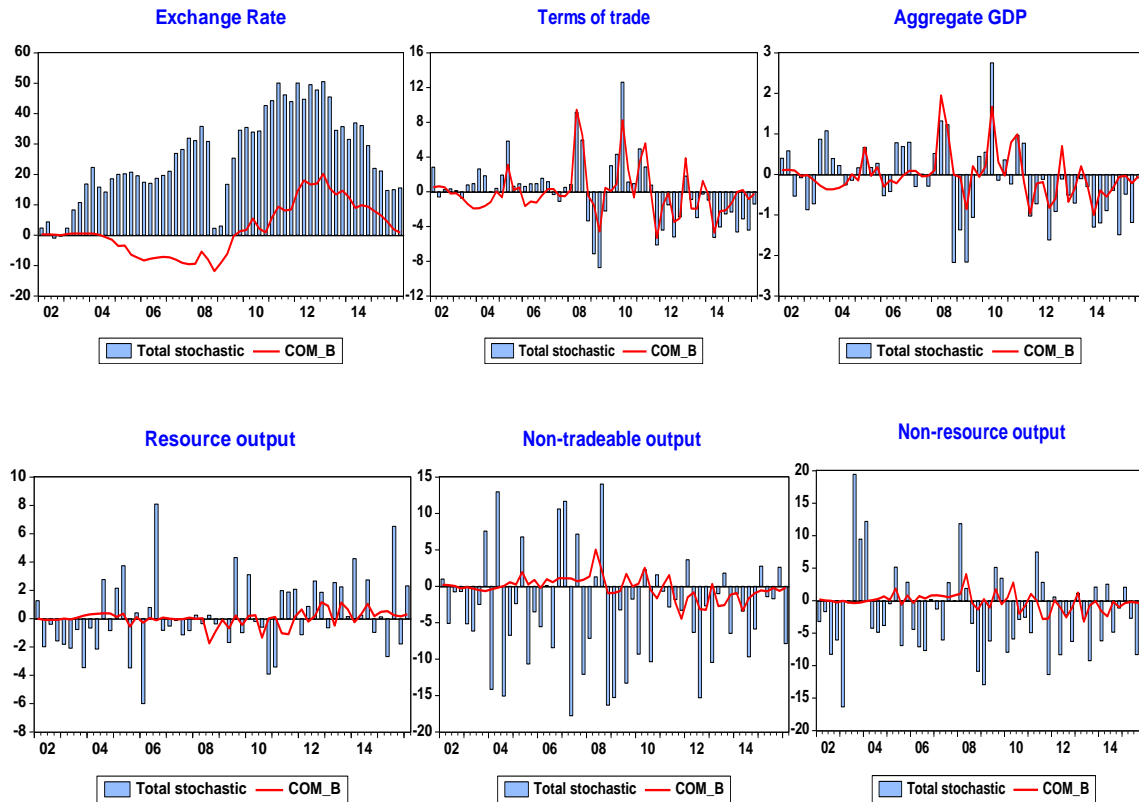 Exchange Rate
Terms of trade
Aggregate GDP
60
50
40
30
20
10
0
-10
-20
02 04 06 08 10 12 14
Total stochastic COM_B
16
12
8
4
0
-4
-8
-12
02 04 06 08 10 12 14
Total stochastic COM_B
3
2
1
0
-1
-2
-3
02 04 06 08 10 12 14
Total stochastic COM_B
Resource output
Non-tradeable output
Non-resource output
10
8
6
4
2
0
-2
-4
-6
-8
02 04 06 08 10 12 14
Total stochastic COM_B
15
10
5
0
-5
-10
-15
-20
02 04 06 08 10 12 14
Total stochastic COM_B
20
15
10
5
0
-5
-10
-15
-20
02 04 06 08 10 12 14
Total stochastic COM_B